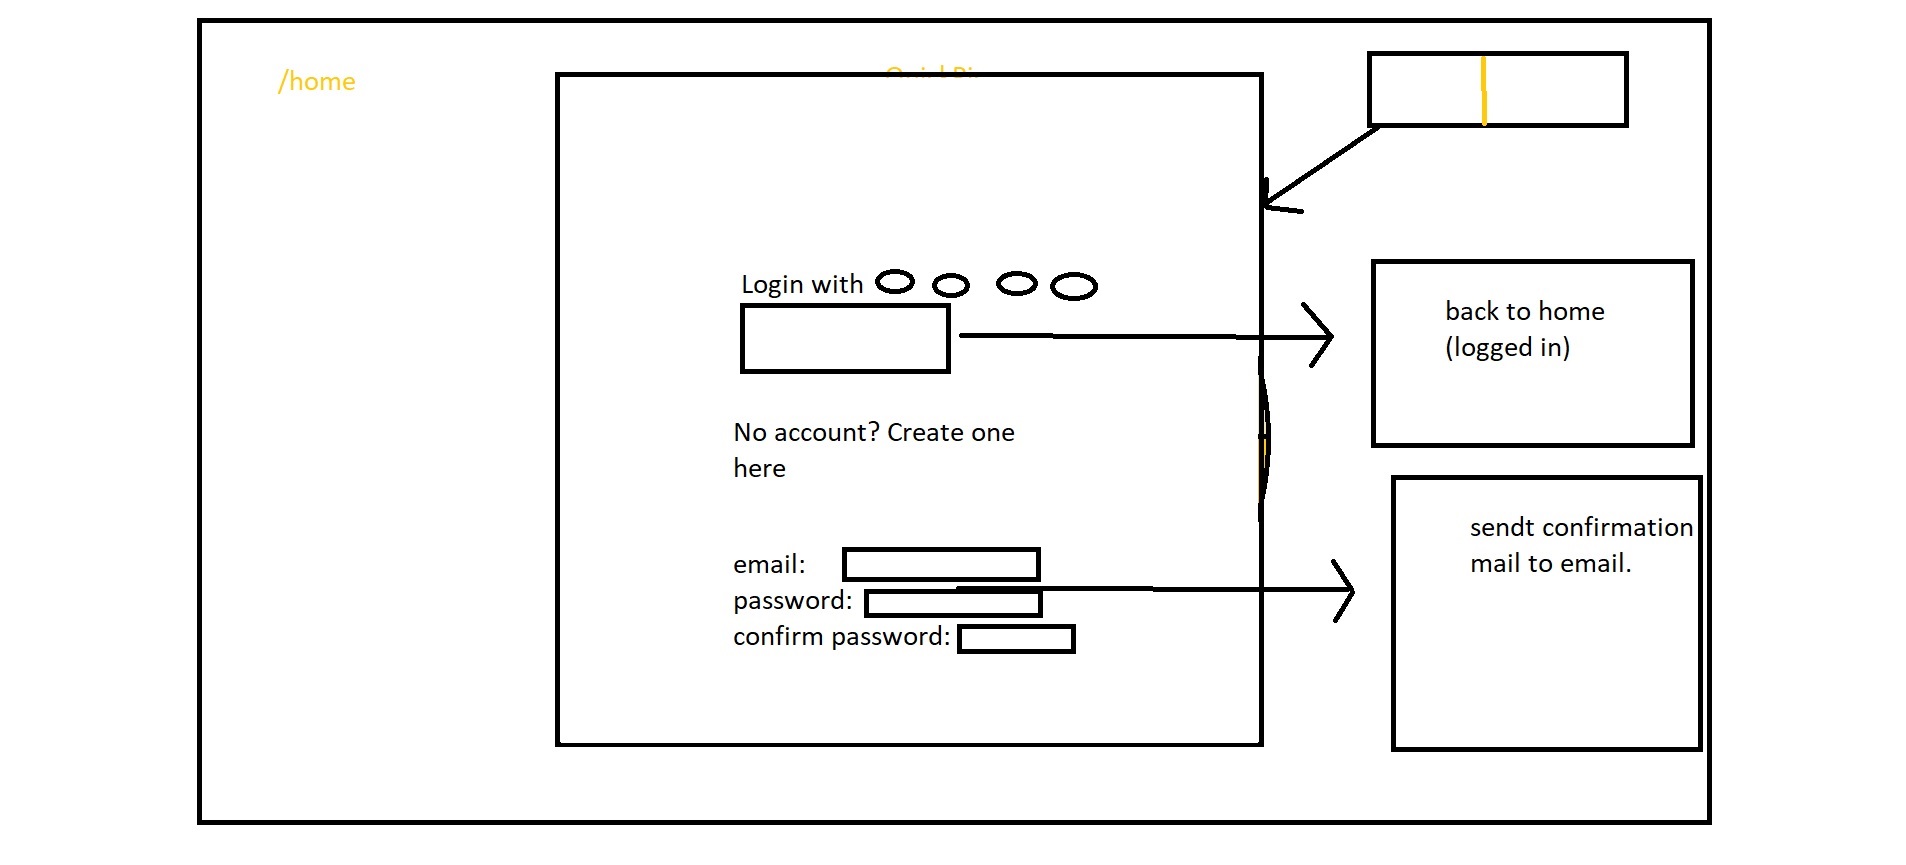 /home
Login with
back to home
(logged in)
No account? Create one
here
sendt confirmation
mail to email.
email:
password:
confirm password: